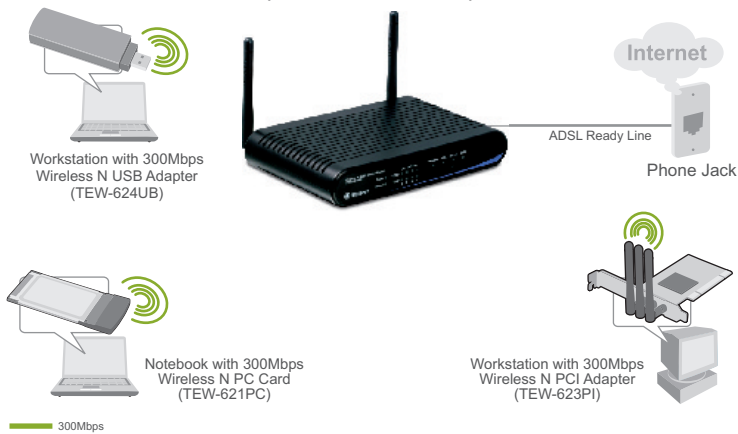 Internet
ADSL Ready Line
Phone Jack
Workstation with 300Mbps
Wireless N USB Adapter
(TEW-624UB)
Notebook with 300Mbps
Wireless N PC Card
(TEW-621PC)
Workstation with 300Mbps
Wireless N PCI Adapter
(TEW-623PI)
300Mbps